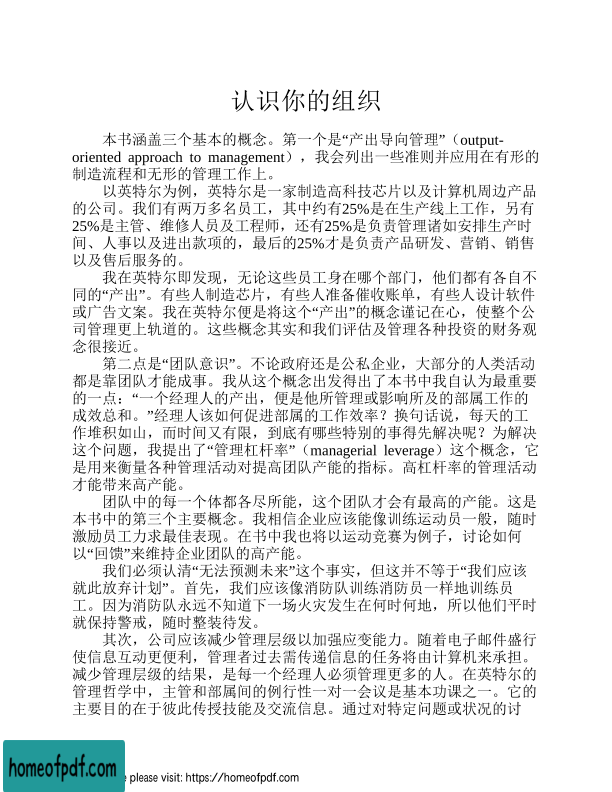 认识你的组织
本书涵盖三个基本的概念。第一个是“产出导向管理”（output-
oriented approach to management），我会列出一些准则并应用在有形的
制造流程和无形的管理工作上。
以英特尔为例，英特尔是一家制造高科技芯片以及计算机周边产品
的公司。我们有两万多名员工，其中约有25%是在生产线上工作，另有
25%是主管、维修人员及工程师，还有25%是负责管理诸如安排生产时
间、人事以及进出款项的，最后的25%才是负责产品研发、营销、销售
以及售后服务的。
我在英特尔即发现，无论这些员工身在哪个部门，他们都有各自不
同的“产出”。有些人制造芯片，有些人准备催收账单，有些人设计软件
或广告文案。我在英特尔便是将这个“产出”的概念谨记在心，使整个公
司管理更上轨道的。这些概念其实和我们评估及管理各种投资的财务观
念很接近。
第二点是“团队意识”。不论政府还是公私企业，大部分的人类活动
都是靠团队才能成事。我从这个概念出发得出了本书中我自认为最重要
的一点：“一个经理人的产出，便是他所管理或影响所及的部属工作的
成效总和。”经理人该如何促进部属的工作效率？换句话说，每天的工
作堆积如山，而时间又有限，到底有哪些特别的事得先解决呢？为解决
这个问题，我提出了“管理杠杆率”（managerial leverage）这个概念，它
是用来衡量各种管理活动对提高团队产能的指标。高杠杆率的管理活动
才能带来高产能。
团队中的每一个体都各尽所能，这个团队才会有最高的产能。这是
本书中的第三个主要概念。我相信企业应该能像训练运动员一般，随时
激励员工力求最佳表现。在书中我也将以运动竞赛为例子，讨论如何
以“回馈”来维持企业团队的高产能。
我们必须认清“无法预测未来”这个事实，但这并不等于“我们应该
就此放弃计划”。首先，我们应该像消防队训练消防员一样地训练员
工。因为消防队永远不知道下一场火灾发生在何时何地，所以他们平时
就保持警戒，随时整装待发。
其次，公司应该减少管理层级以加强应变能力。随着电子邮件盛行
使信息互动更便利，管理者过去需传递信息的任务将由计算机来承担。
减少管理层级的结果，是每一个经理人必须管理更多的人。在英特尔的
管理哲学中，主管和部属间的例行性一对一会议是基本功课之一。它的
主要目的在于彼此传授技能及交流信息。通过对特定问题或状况的讨
homeofpdf.com
e please visit: https://homeofpdf.com